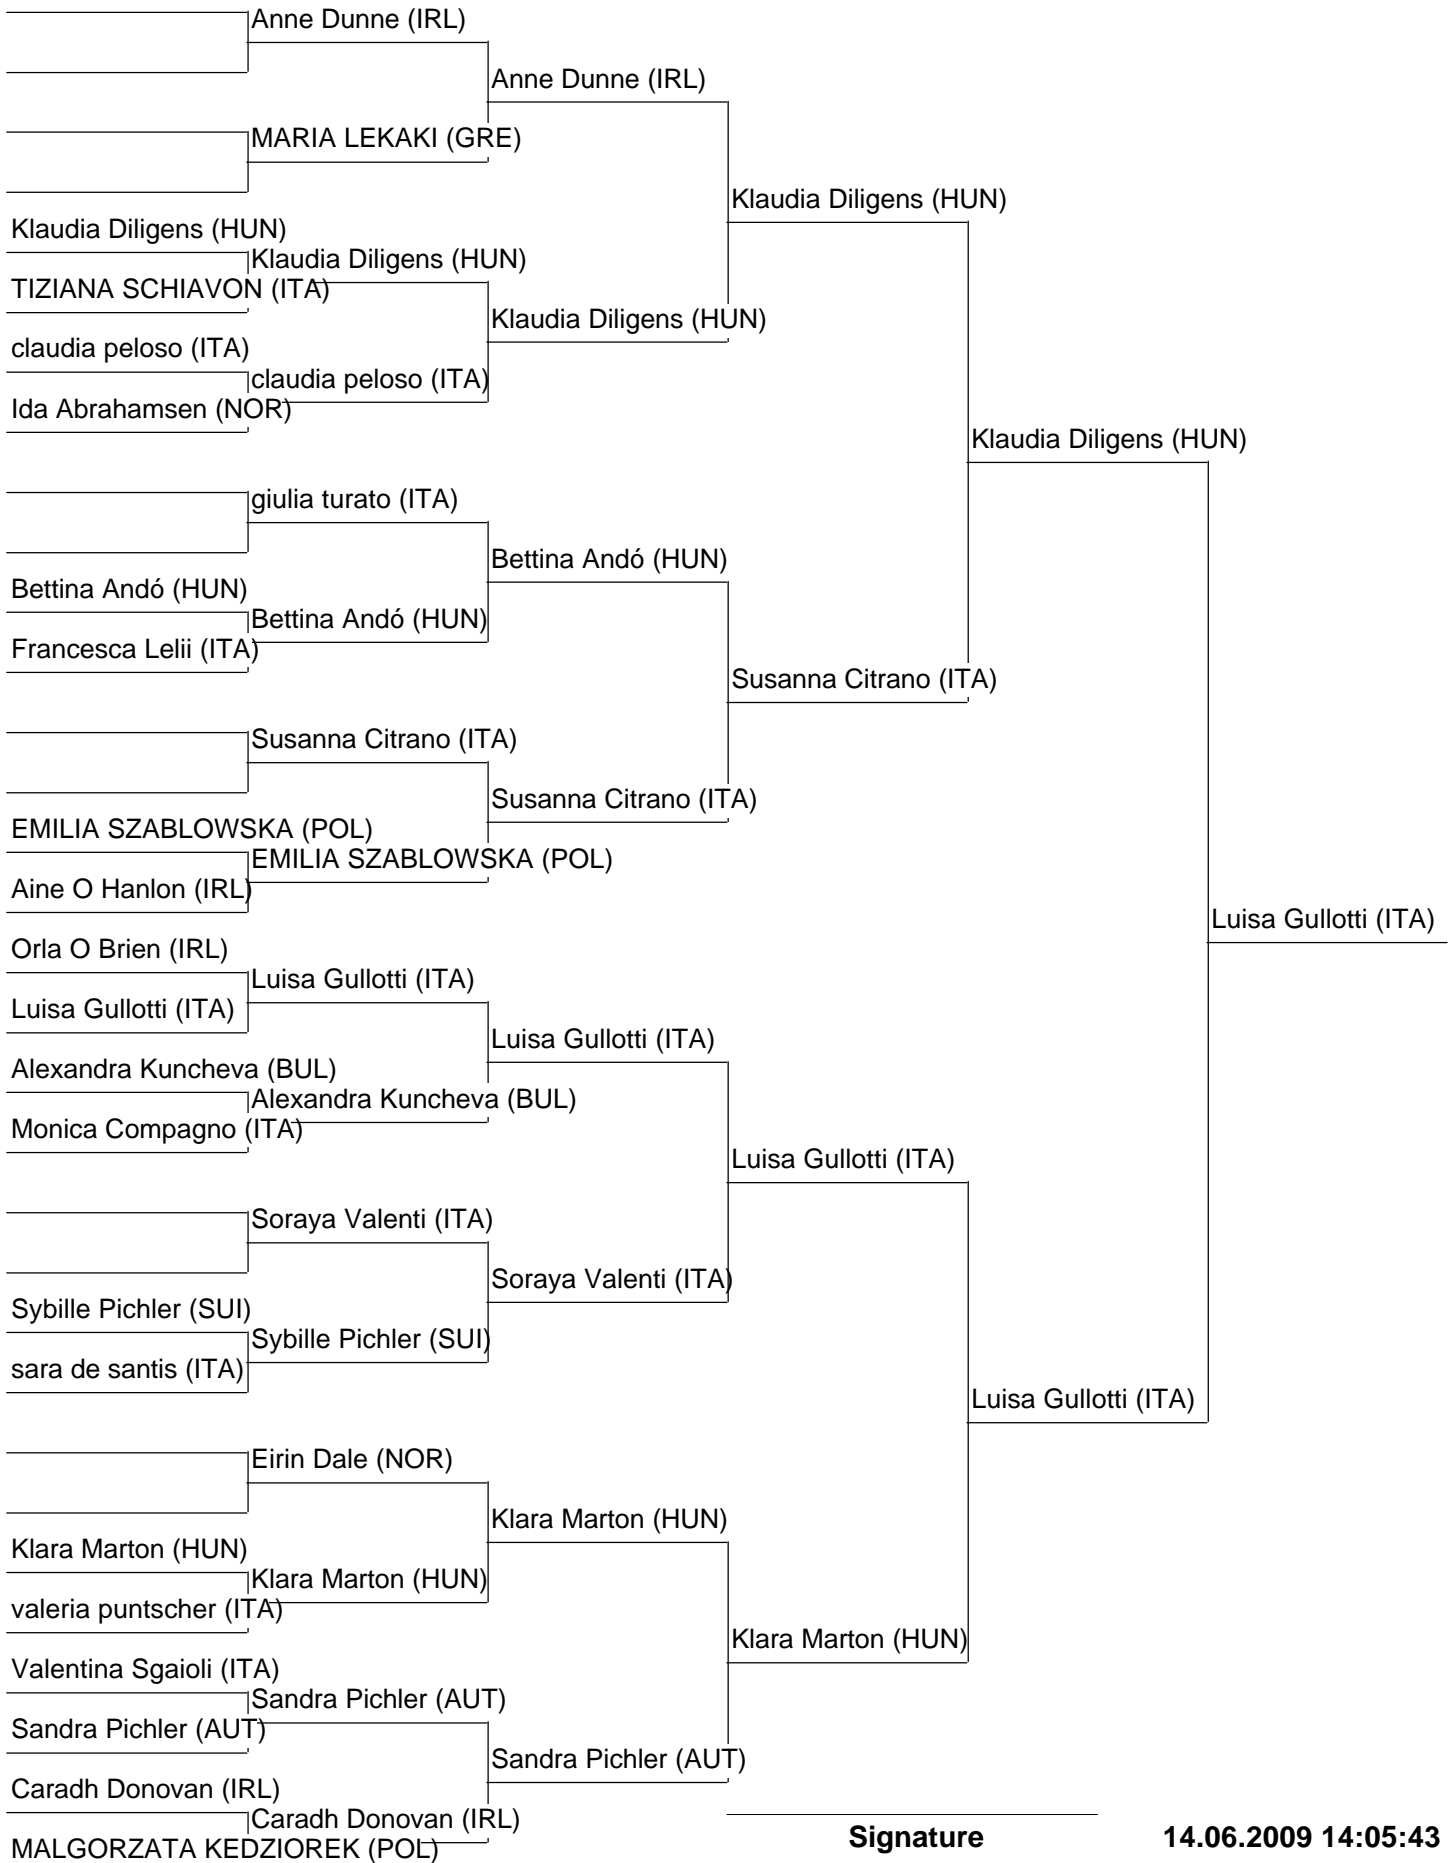 Anne Dunne (IRL)
Anne Dunne (IRL)
MARIA LEKAKI (GRE)
Klaudia Diligens (HUN)
Klaudia Diligens (HUN)
Klaudia Diligens (HUN)
TIZIANA SCHIAVON (ITA)
Klaudia Diligens (HUN)
claudia peloso (ITA)
claudia peloso (ITA)
Ida Abrahamsen (NOR)
Klaudia Diligens (HUN)
giulia turato (ITA)
Bettina Andó (HUN)
Bettina Andó (HUN)
Bettina Andó (HUN)
Francesca Lelii (ITA)
Susanna Citrano (ITA)
Susanna Citrano (ITA)
Susanna Citrano (ITA)
EMILIA SZABLOWSKA (POL)
EMILIA SZABLOWSKA (POL)
Aine O Hanlon (IRL)
Luisa Gullotti (ITA)
Orla O Brien (IRL)
Luisa Gullotti (ITA)
Luisa Gullotti (ITA)
Luisa Gullotti (ITA)
Alexandra Kuncheva (BUL)
Alexandra Kuncheva (BUL)
Monica Compagno (ITA)
Luisa Gullotti (ITA)
Soraya Valenti (ITA)
Soraya Valenti (ITA)
Sybille Pichler (SUI)
Sybille Pichler (SUI)
sara de santis (ITA)
Luisa Gullotti (ITA)
Eirin Dale (NOR)
Klara Marton (HUN)
Klara Marton (HUN)
Klara Marton (HUN)
valeria puntscher (ITA)
Klara Marton (HUN)
Valentina Sgaioli (ITA)
Sandra Pichler (AUT)
Sandra Pichler (AUT)
Sandra Pichler (AUT)
Caradh Donovan (IRL)
Caradh Donovan (IRL)
MALGORZATA KEDZIOREK (POL)
Signature 14.06.2009 14:05:43